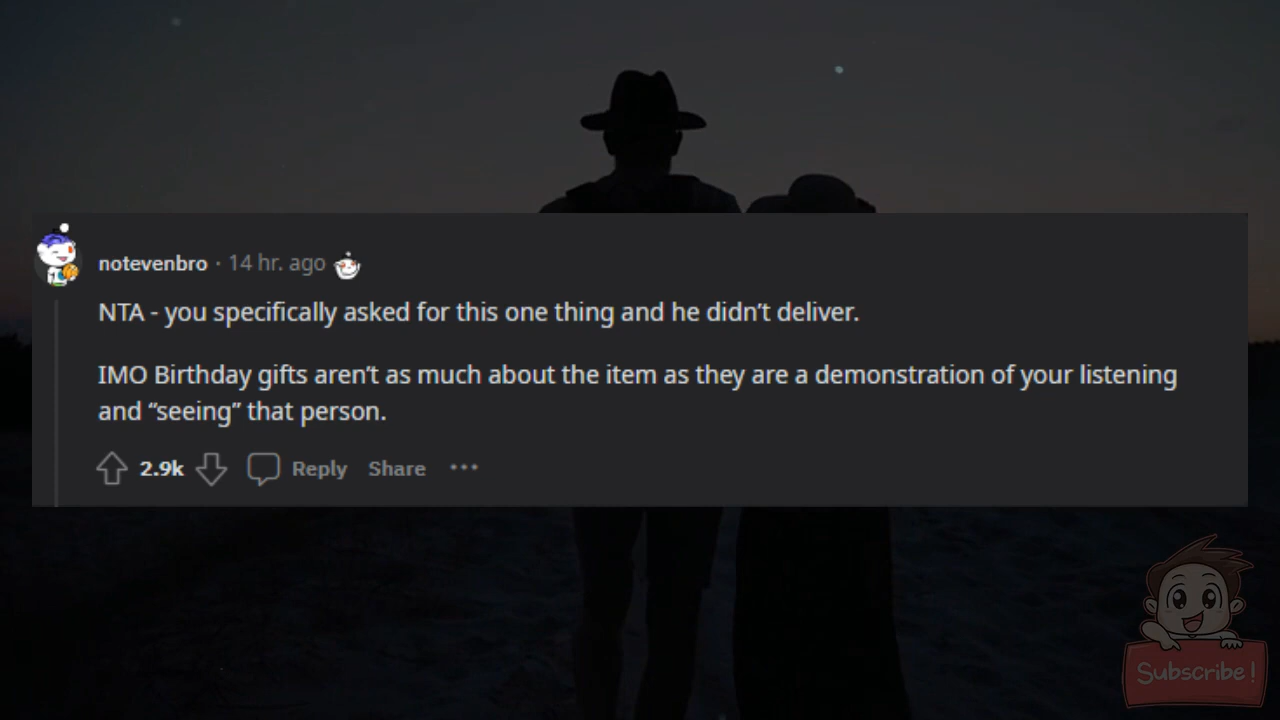 notevenbro · 14 hr. ago
NTA - you specifically asked for this one thing and he didn’t deliver.
IMO Birthday gifts aren’t as much about the item as they are a demonstration of your listening
and “seeing” that person.
2.9k Reply Share ···
Subscribe!